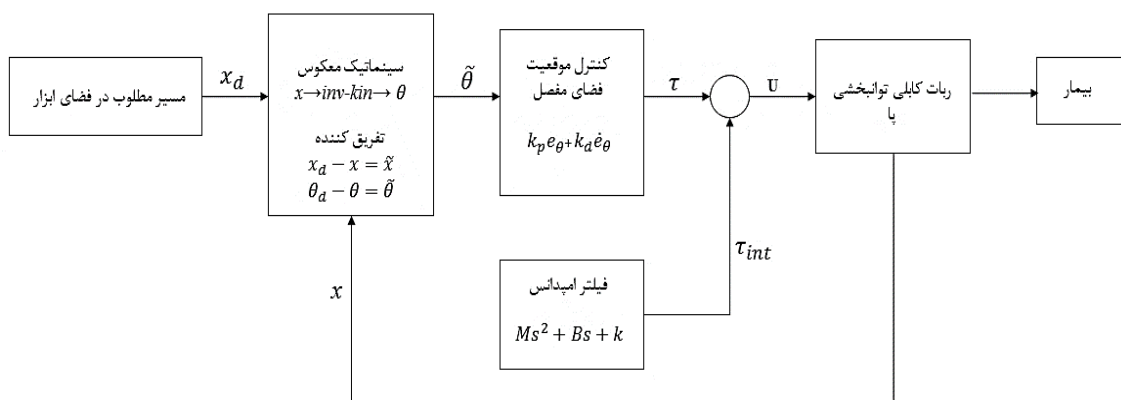 مسیر مطلوب در فضای ابزار
x_d
سینماتیک معکوس
x→inv-kin→ θ
تفریق کننده
x_d − x = x̃
θ_d − θ = θ̃
θ̃
کنترل موقعیت
فضای مفصل
k_p e_θ+k_d ė_θ
τ
U
ربات کابلی توانبخشی
پا
بیمار
τ_int
فیلتر امپدانس
Ms² + Bs + k
x